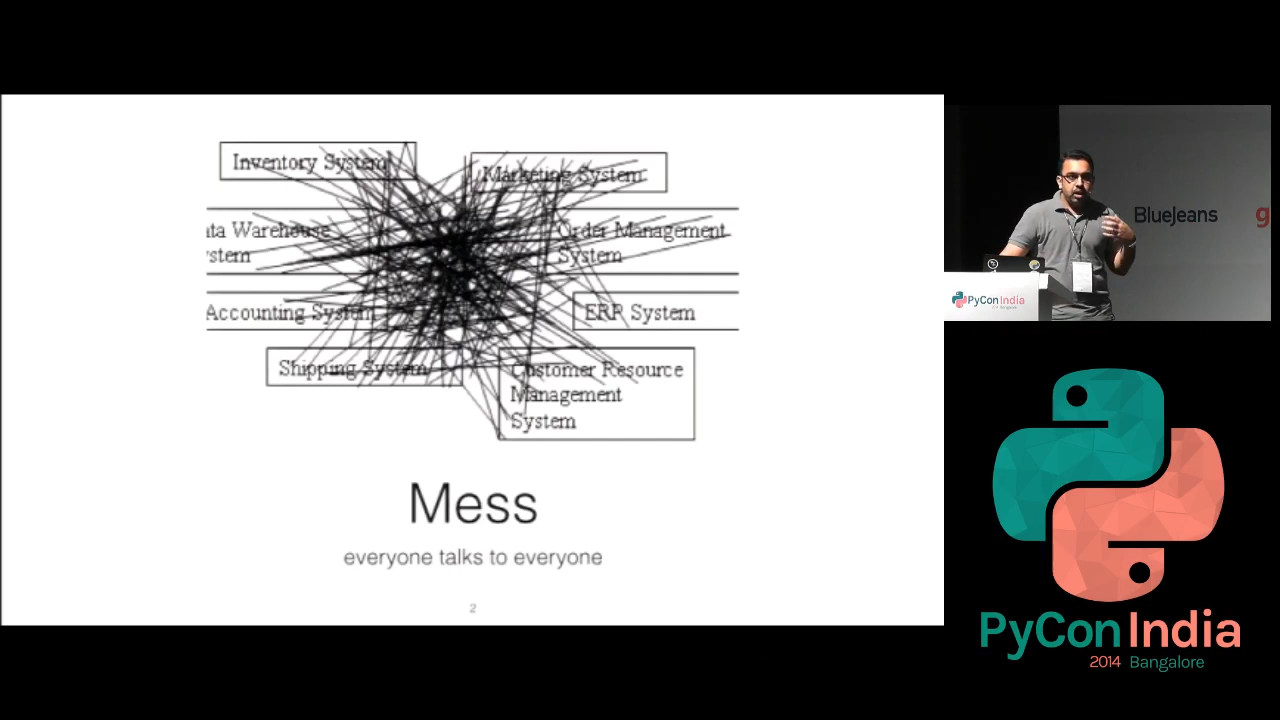 Inventory System
Marketing System
ta Warehouse
stem
Order Management
System
Accounting System
ERP System
Shipping System
Customer Resource
Management
System
Mess
everyone talks to everyone
2
BlueJeans
g
PyCon India
PyCon India
2014 Bangalore